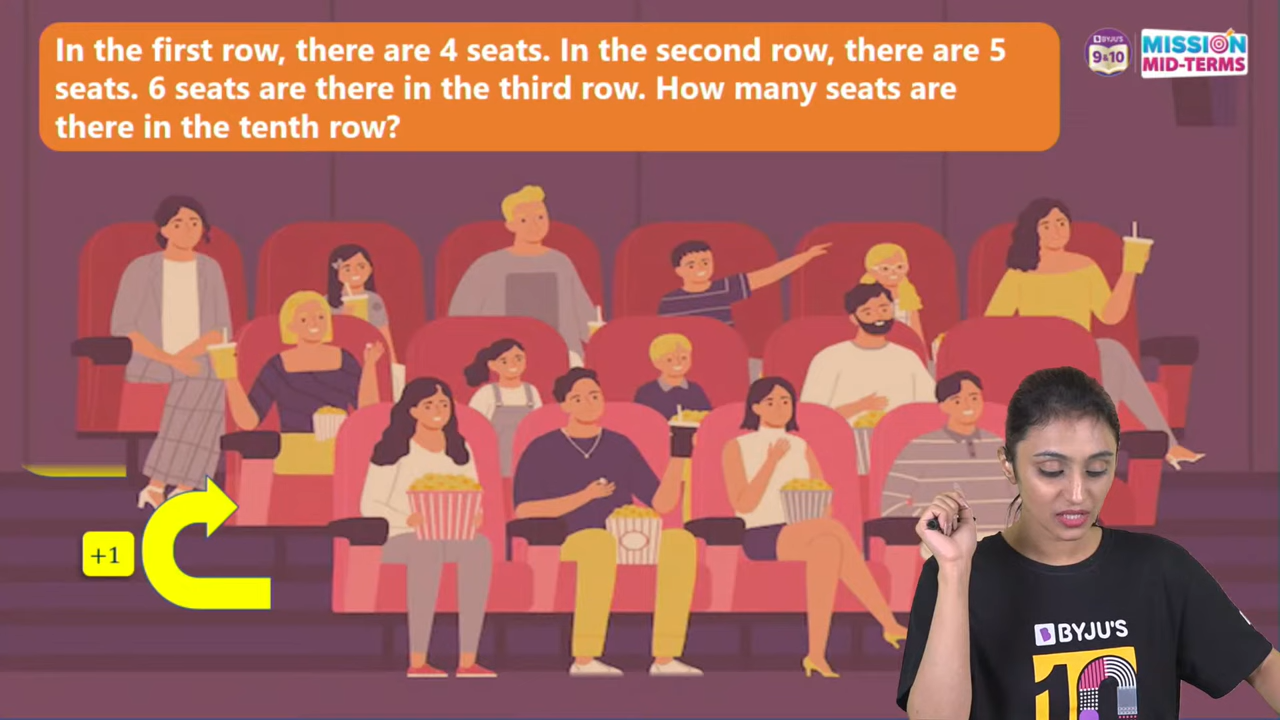 In the first row, there are 4 seats. In the second row, there are 5
seats. 6 seats are there in the third row. How many seats are
there in the tenth row?
BYJU'S
9&10
MISSION
MID-TERMS
+1
BYJU'S
10